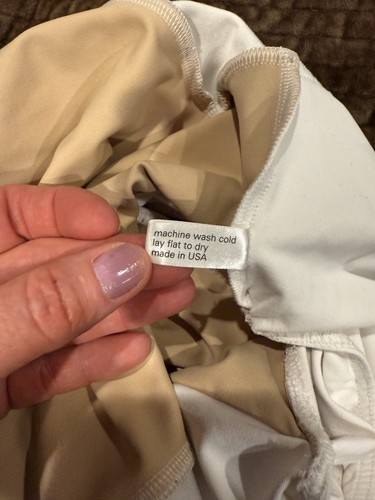 machine wash cold
lay flat to dry
made in USA